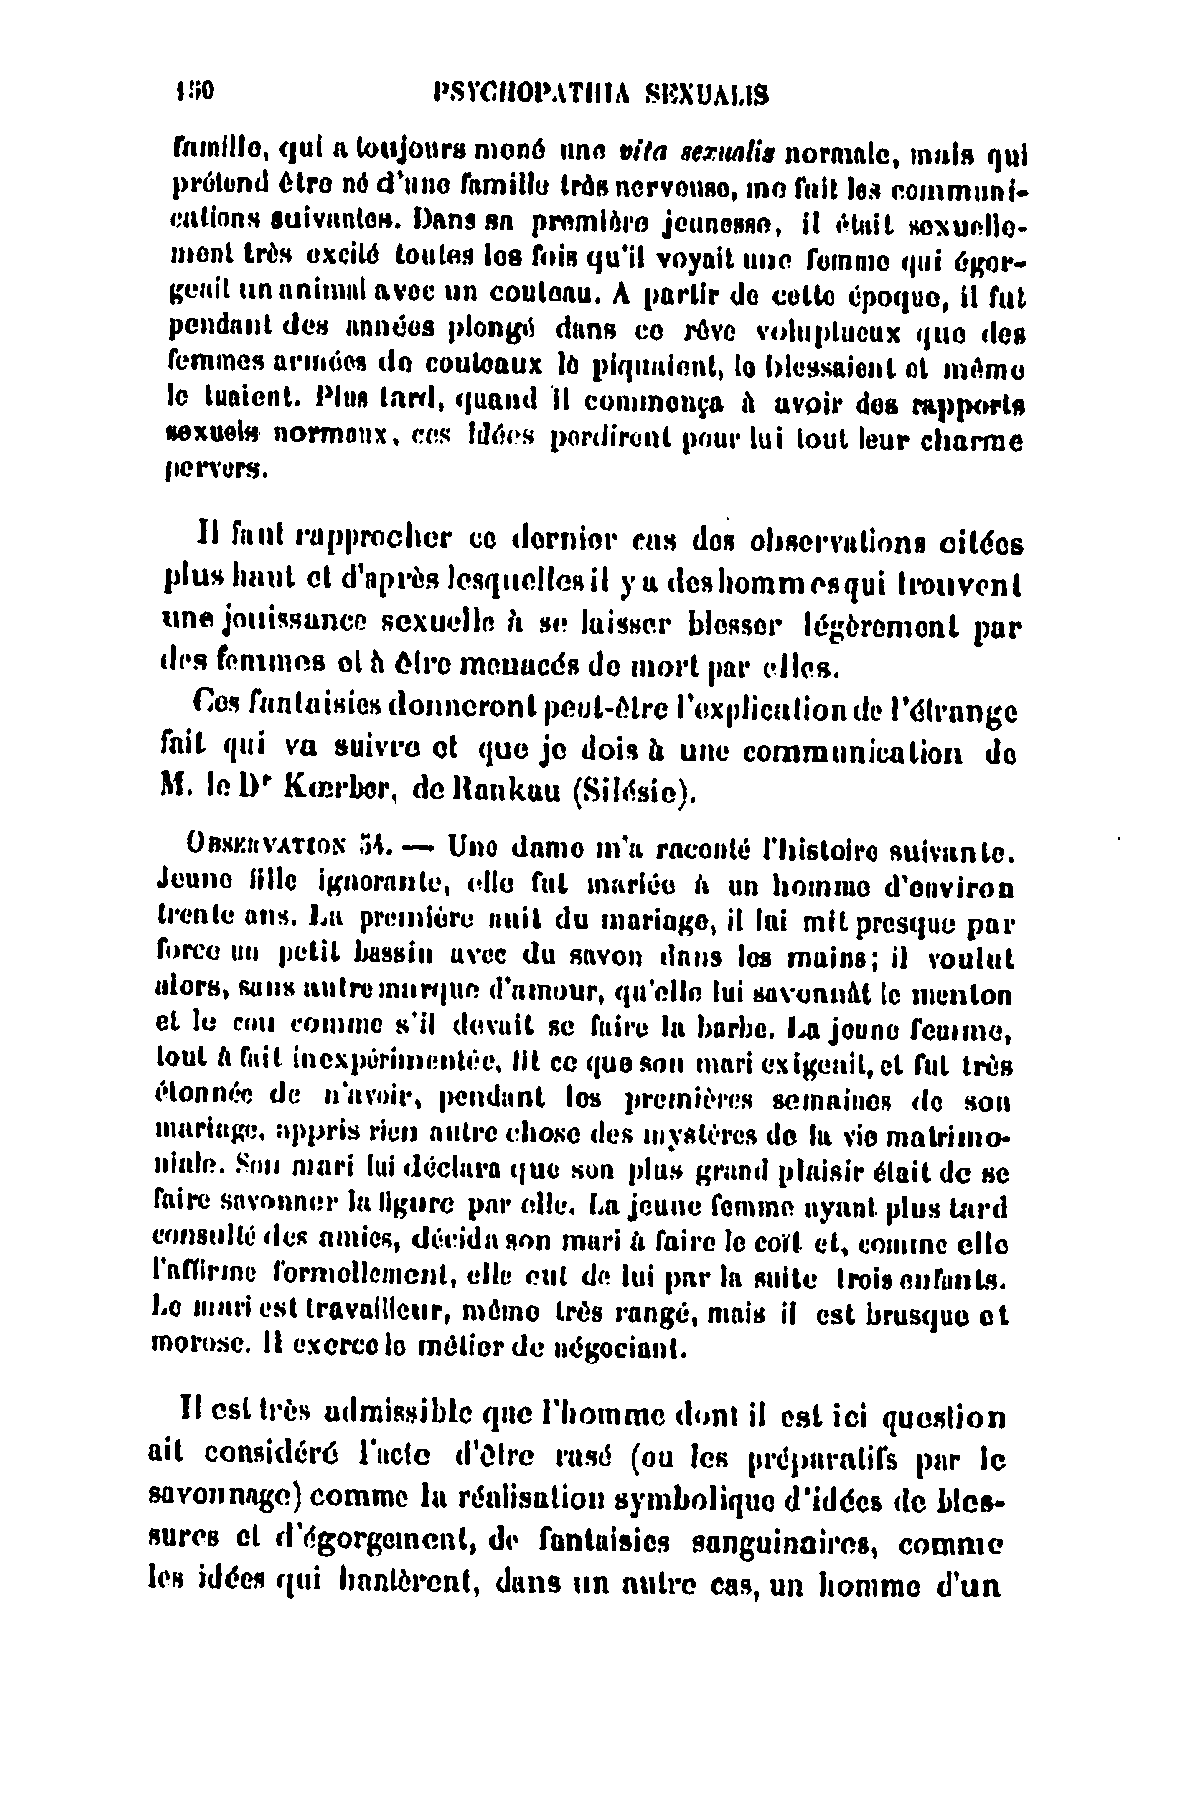 150 PSYCHOPATHIA SEXUALIS
famille, qui a toujours mené une vita sexualis normale, mais qui
prétend être né d'une famille très nerveuse, me fait les communi-
cations suivantes. Dans sa première jeunesse, il était sexuelle-
ment très excité toutes les fois qu'il voyait une femme qui égor-
geait un animal avec un couteau. A partir de cette époque, il fut
pendant des années plongé dans ce rêve voluptueux que des
femmes armées de couteaux le piquaient, le blessaient et même
le tuaient. Plus tard, quand il commença à avoir des rapports
sexuels normaux, ces idées perdirent pour lui tout leur charme
pervers.
Il faut rapprocher ce dernier cas des observations citées
plus haut et d'après lesquelles il y a des hommes qui trouvent
une jouissance sexuelle à se laisser blesser légèrement par
des femmes et à être menacés de mort par elles.
Ces fantaisies donneront peut-être l'explication de l'étrange
fait qui va suivre et que je dois à une communication de
M. le Dr Kœrber, de Rankau (Silésie).
OBSERVATION 54. — Une dame m'a raconté l'histoire suivante.
Jeune fille ignorante, elle fut mariée à un homme d'environ
trente ans. La première nuit du mariage, il lui mit presque par
force un petit bassin avec du savon dans les mains; il voulut
alors, sans autre marque d'amour, qu'elle lui savonnât le menton
et le cou comme s'il devait se faire la barbe. La jeune femme,
tout à fait inexpérimentée, fit ce que son mari exigeait, et fut très
étonnée de n'avoir, pendant les premières semaines de son
mariage, appris rien autre chose des mystères de la vie matrimo-
niale. Son mari lui déclara que son plus grand plaisir était de se
faire savonner la figure par elle. La jeune femme ayant plus tard
consulté des amies, décida son mari à faire le coït et, comme elle
l'affirme formellement, elle eut de lui par la suite trois enfants.
Le mari est travailleur, même très rangé, mais il est brusque et
morose. Il exerce le métier de négociant.
Il est très admissible que l'homme dont il est ici question
ait considéré l'acte d'être rasé (ou les préparatifs par le
savonnage) comme la réalisation symbolique d'idées de bles-
sures et d'égorgement, de fantaisies sanguinaires, comme
les idées qui hantèrent, dans un autre cas, un homme d'un